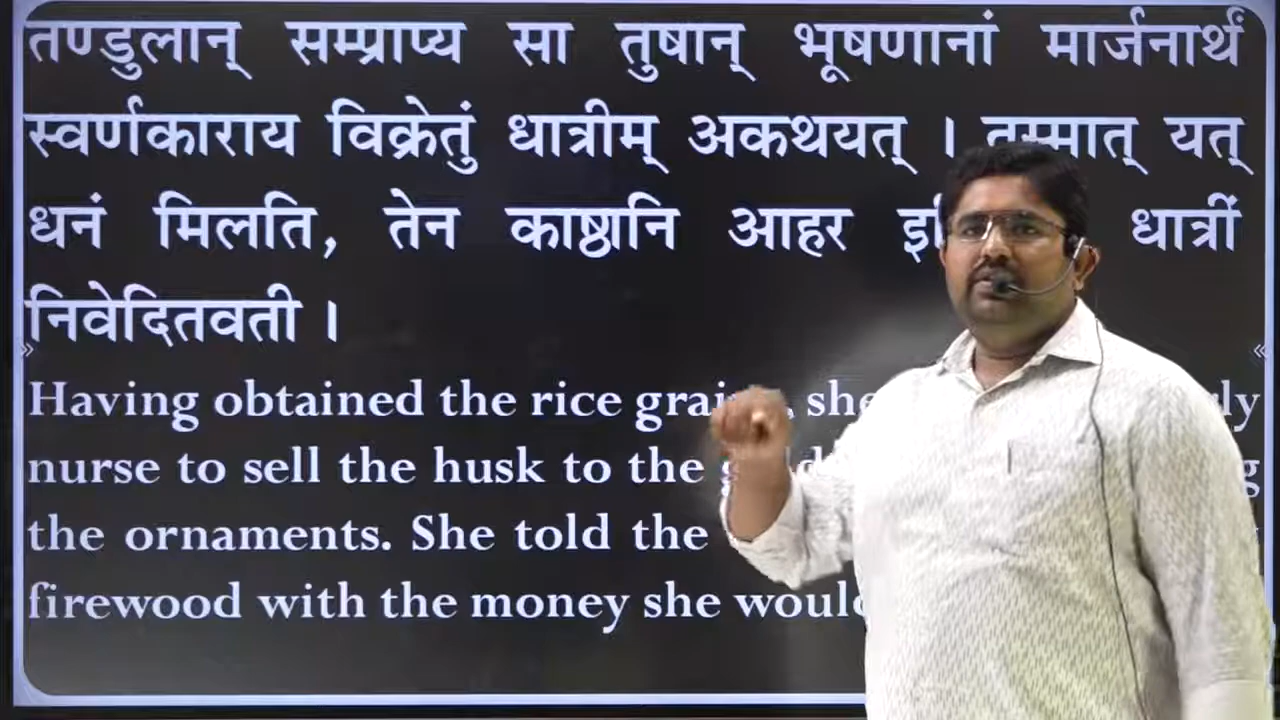 तण्डुलान् सम्प्राप्य सा तुषान् भूषणानां मार्जनार्थं
स्वर्णकाराय विक्रेतुं धात्रीम् अकथयत् । तस्मात् यत्
धनं मिलति, तेन काष्ठानि आहर धात्रीं
निवेदितवती ।
Having obtained the rice grains, she
nurse to sell the husk to the
the ornaments. She told the
firewood with the money she would